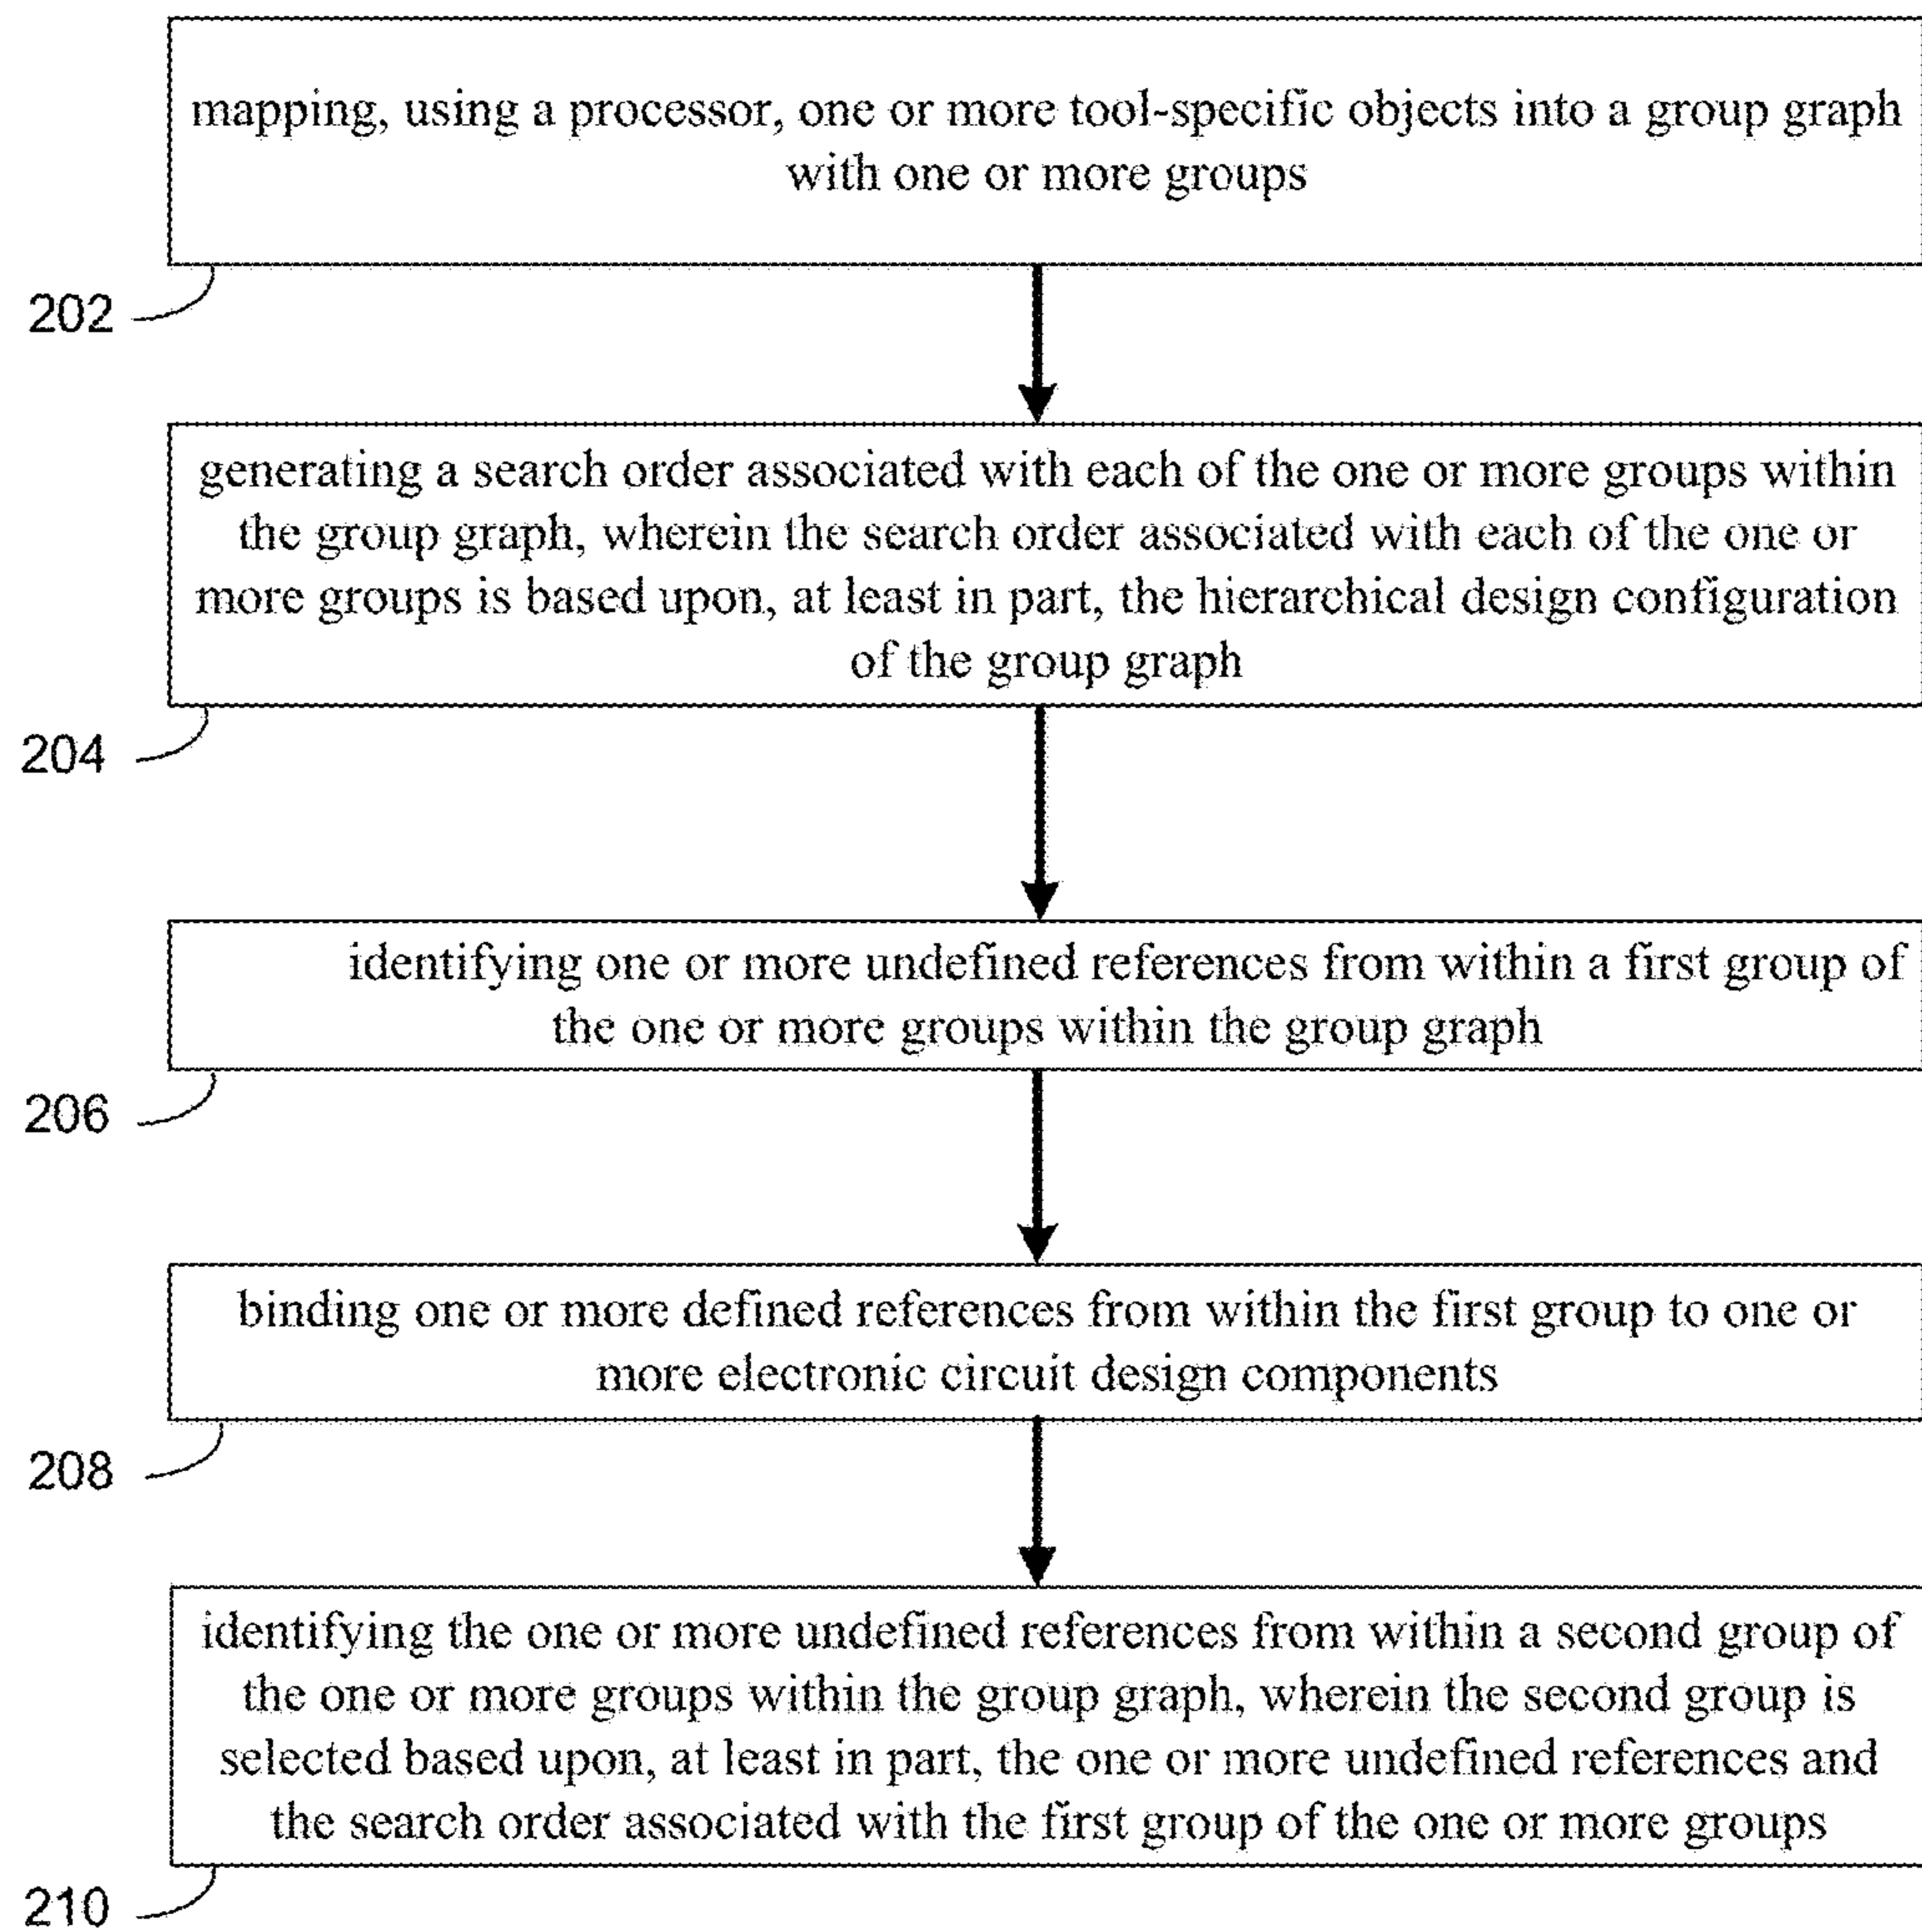 mapping, using a processor, one or more tool-specific objects into a group graph
with one or more groups
202
generating a search order associated with each of the one or more groups within
the group graph, wherein the search order associated with each of the one or
more groups is based upon, at least in part, the hierarchical design configuration
of the group graph
204
identifying one or more undefined references from within a first group of
the one or more groups within the group graph
206
binding one or more defined references from within the first group to one or
more electronic circuit design components
208
identifying the one or more undefined references from within a second group of
the one or more groups within the group graph, wherein the second group is
selected based upon, at least in part, the one or more undefined references and
the search order associated with the first group of the one or more groups
210